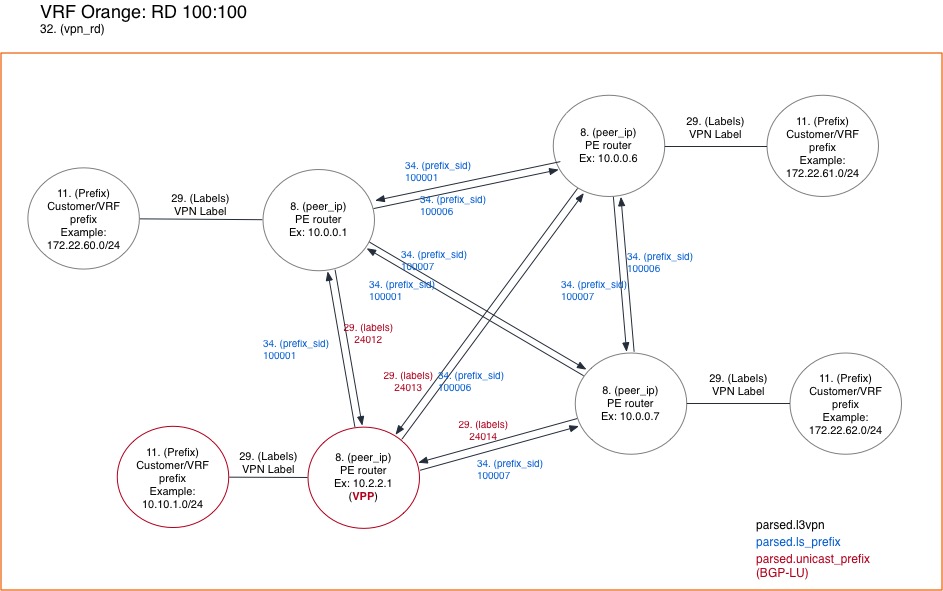 VRF Orange: RD 100:100
32. (vpn_rd)
8. (peer_ip)
PE router
Ex: 10.0.0.6
29. (Labels)
VPN Label
11. (Prefix)
Customer/VRF
prefix
Example:
172.22.61.0/24
34. (prefix_sid)
100001
34. (prefix_sid)
100006
11. (Prefix)
Customer/VRF
prefix
Example:
172.22.60.0/24
29. (Labels)
VPN Label
8. (peer_ip)
PE router
Ex: 10.0.0.1
34. (prefix_sid)
100007
34. (prefix_sid)
100001
34. (prefix_sid)
100006
34. (prefix_sid)
100007
34. (prefix_sid)
100001
29. (labels)
24012
29. (labels)
24013
34. (prefix_sid)
100006
8. (peer_ip)
PE router
Ex: 10.0.0.7
29. (Labels)
VPN Label
11. (Prefix)
Customer/VRF
prefix
Example:
172.22.62.0/24
29. (labels)
24014
34. (prefix_sid)
100007
11. (Prefix)
Customer/VRF
prefix
Example:
10.10.1.0/24
29. (Labels)
VPN Label
8. (peer_ip)
PE router
Ex: 10.2.2.1
(VPP)
parsed.l3vpn
parsed.ls_prefix
parsed.unicast_prefix
(BGP-LU)